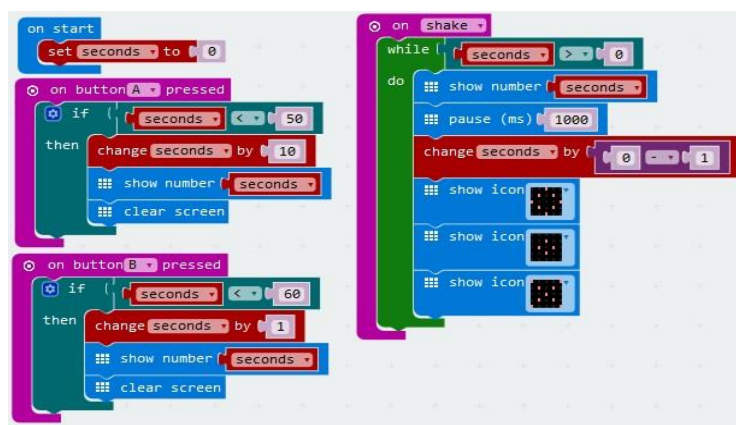 on start
set seconds to 0
on button A pressed
if seconds < 50
then change seconds by 10
show number seconds
clear screen
on button B pressed
if seconds < 60
then change seconds by 1
show number seconds
clear screen
on shake
while seconds > 0
do show number seconds
pause (ms) 1000
change seconds by 0 - 1
show icon
show icon
show icon